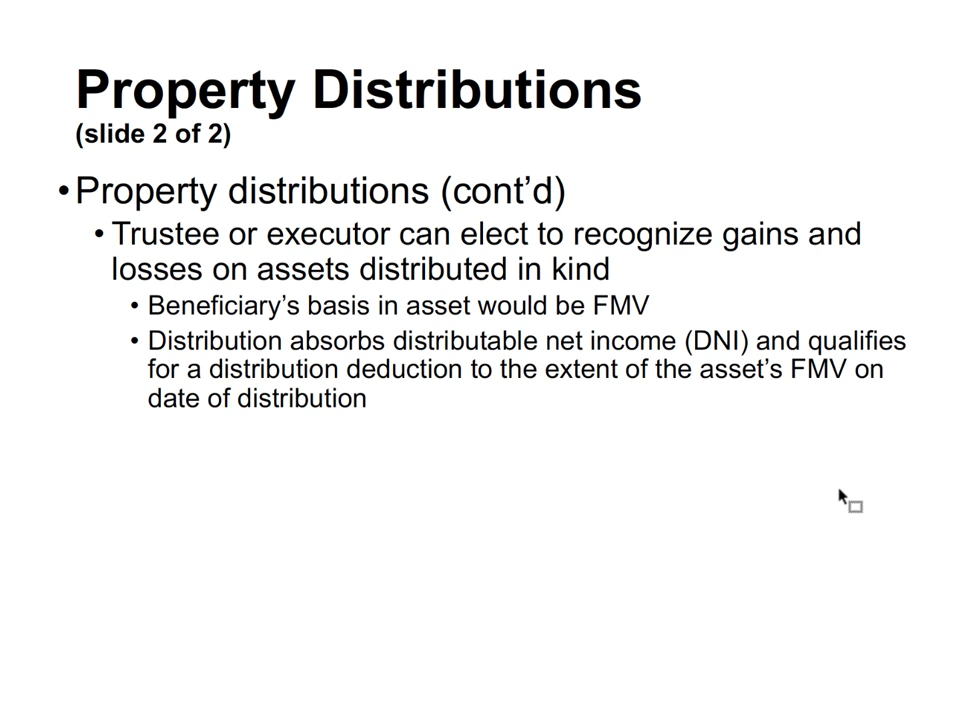 Property Distributions
(slide 2 of 2)
•Property distributions (cont’d)
• Trustee or executor can elect to recognize gains and
losses on assets distributed in kind
• Beneficiary’s basis in asset would be FMV
• Distribution absorbs distributable net income (DNI) and qualifies
for a distribution deduction to the extent of the asset’s FMV on
date of distribution